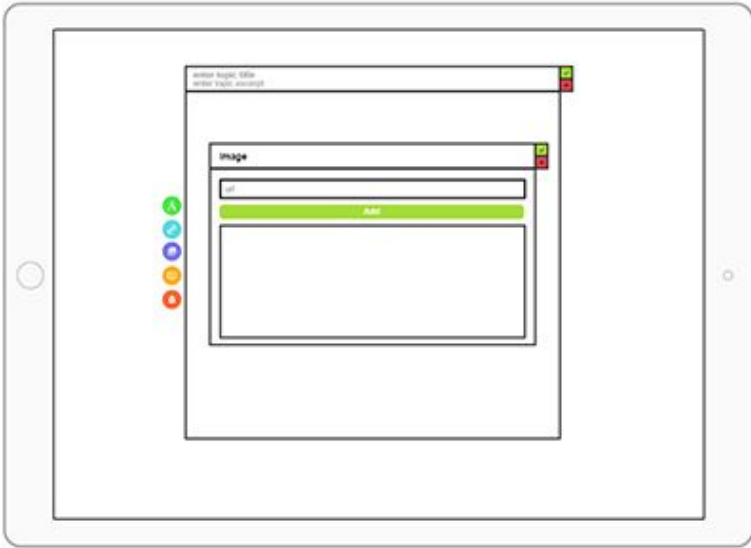 enter topic title
enter topic excerpt
Image
url
Add
A